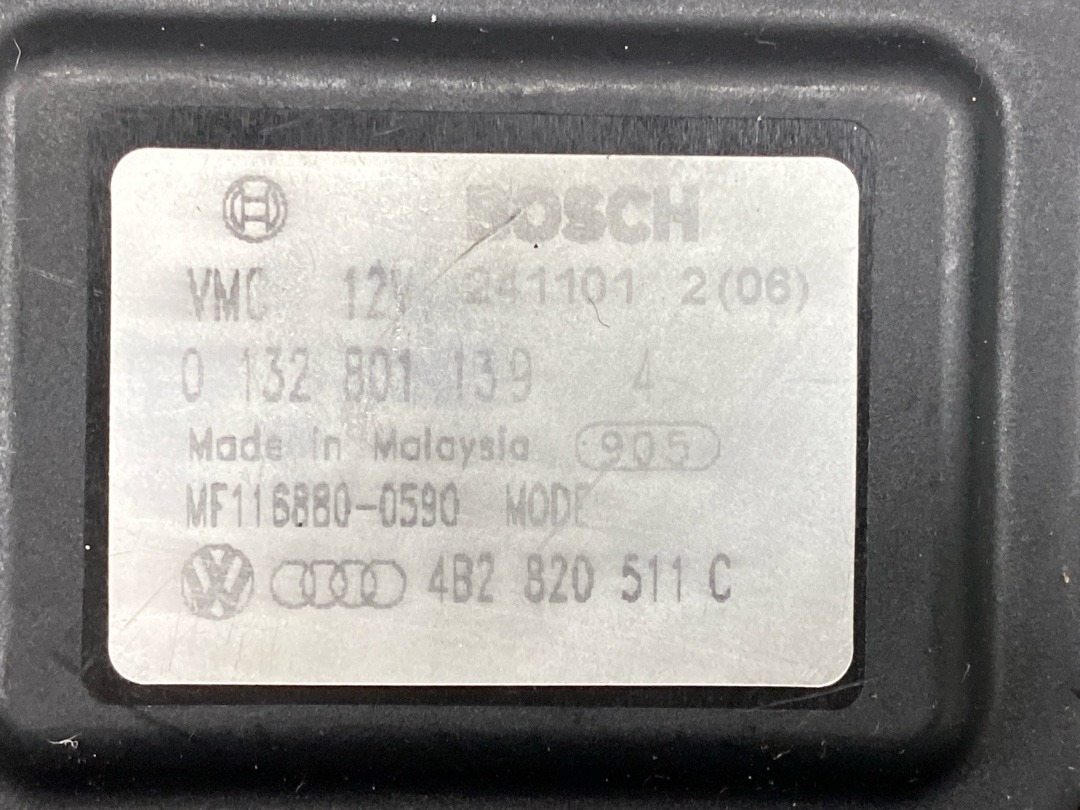 BOSCH
VMC 12V 241101 2(06)
0 132 801 139 4
Made in Malaysia 905
MF116880-0590 MODE
4B2 820 511 C